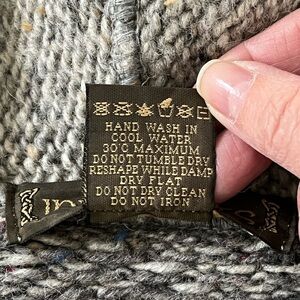 HAND WASH IN
COOL WATER
30°C MAXIMUM
DO NOT TUMBLE DRY
RESHAPE WHILE DAMP
DRY FLAT
DO NOT DRY CLEAN
DO NOT IRON